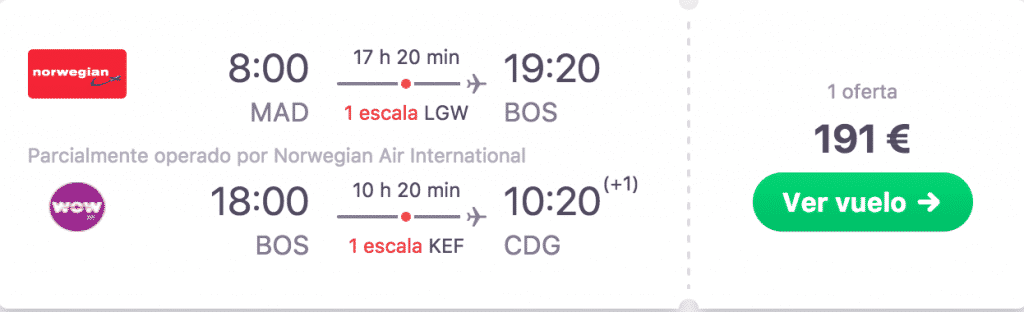 norwegian
8:00
17 h 20 min
19:20
MAD
1 escala LGW
BOS
Parcialmente operado por Norwegian Air International
wow
18:00
10 h 20 min
10:20(+1)
BOS
1 escala KEF
CDG
1 oferta
191 €
Ver vuelo →